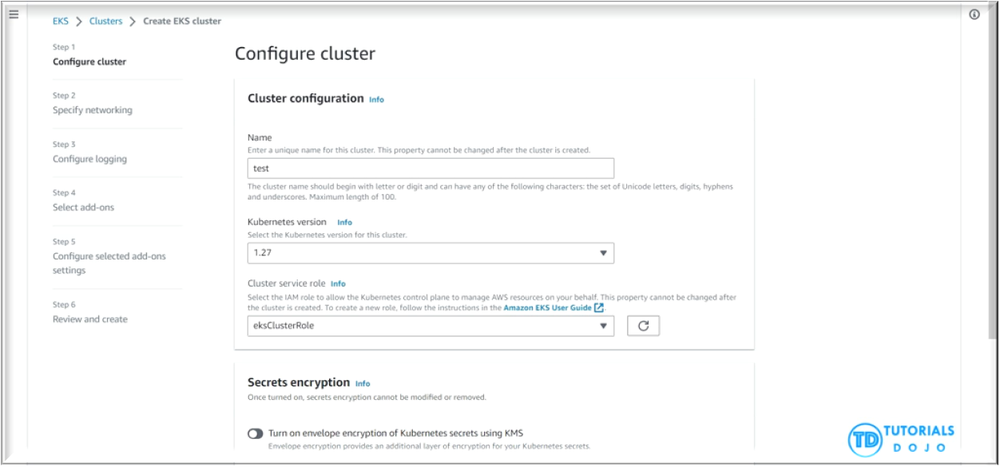 EKS > Clusters > Create EKS cluster
Step 1
Configure cluster
Step 2
Specify networking
Step 3
Configure logging
Step 4
Select add-ons
Step 5
Configure selected add-ons
settings
Step 6
Review and create
Configure cluster
Cluster configuration Info
Name
Enter a unique name for this cluster. This property cannot be changed after the cluster is created.
test
The cluster name should begin with letter or digit and can have any of the following characters: the set of Unicode letters, digits, hyphens
and underscores. Maximum length of 100.
Kubernetes version Info
Select the Kubernetes version for this cluster.
1.27
Cluster service role Info
Select the IAM role to allow the Kubernetes control plane to manage AWS resources on your behalf. This property cannot be changed after
the cluster is created. To create a new role, follow the instructions in the Amazon EKS User Guide.
eksClusterRole
Secrets encryption Info
Once turned on, secrets encryption cannot be modified or removed.
Turn on envelope encryption of Kubernetes secrets using KMS
Envelope encryption provides an additional layer of encryption for your Kubernetes secrets.
TD TUTORIALS
DOJO